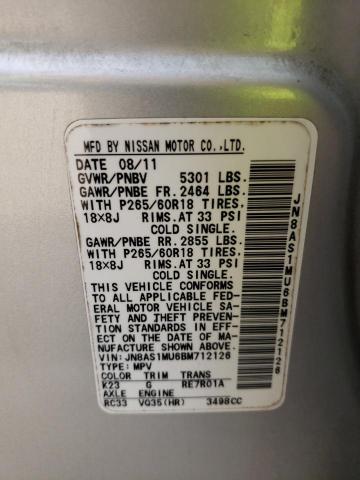 MFD BY NISSAN MOTOR CO., LTD.
DATE 08/11
GVWR/PNBV 5301 LBS.
GAWR/PNBE FR. 2464 LBS.
WITH P265/60R18 TIRES,
18×8J RIMS. AT 33 PSI
COLD SINGLE.
GAWR/PNBE RR. 2855 LBS.
WITH P265/60R18 TIRES,
18×8J RIMS. AT 33 PSI
COLD SINGLE.
THIS VEHICLE CONFORMS
TO ALL APPLICABLE FED-
ERAL MOTOR VEHICLE SA-
FETY AND THEFT PREVEN-
TION STANDARDS IN EFF-
ECT ON THE DATE OF MA-
NUFACTURE SHOWN ABOVE.
VIN: JN8AS1MU6BM712126
TYPE: MPV
COLOR TRIM TRANS
K23 G RE7R01A
AXLE ENGINE
RC33 VQ35(HR) 3498CC
JN8AS1MU6BM712126